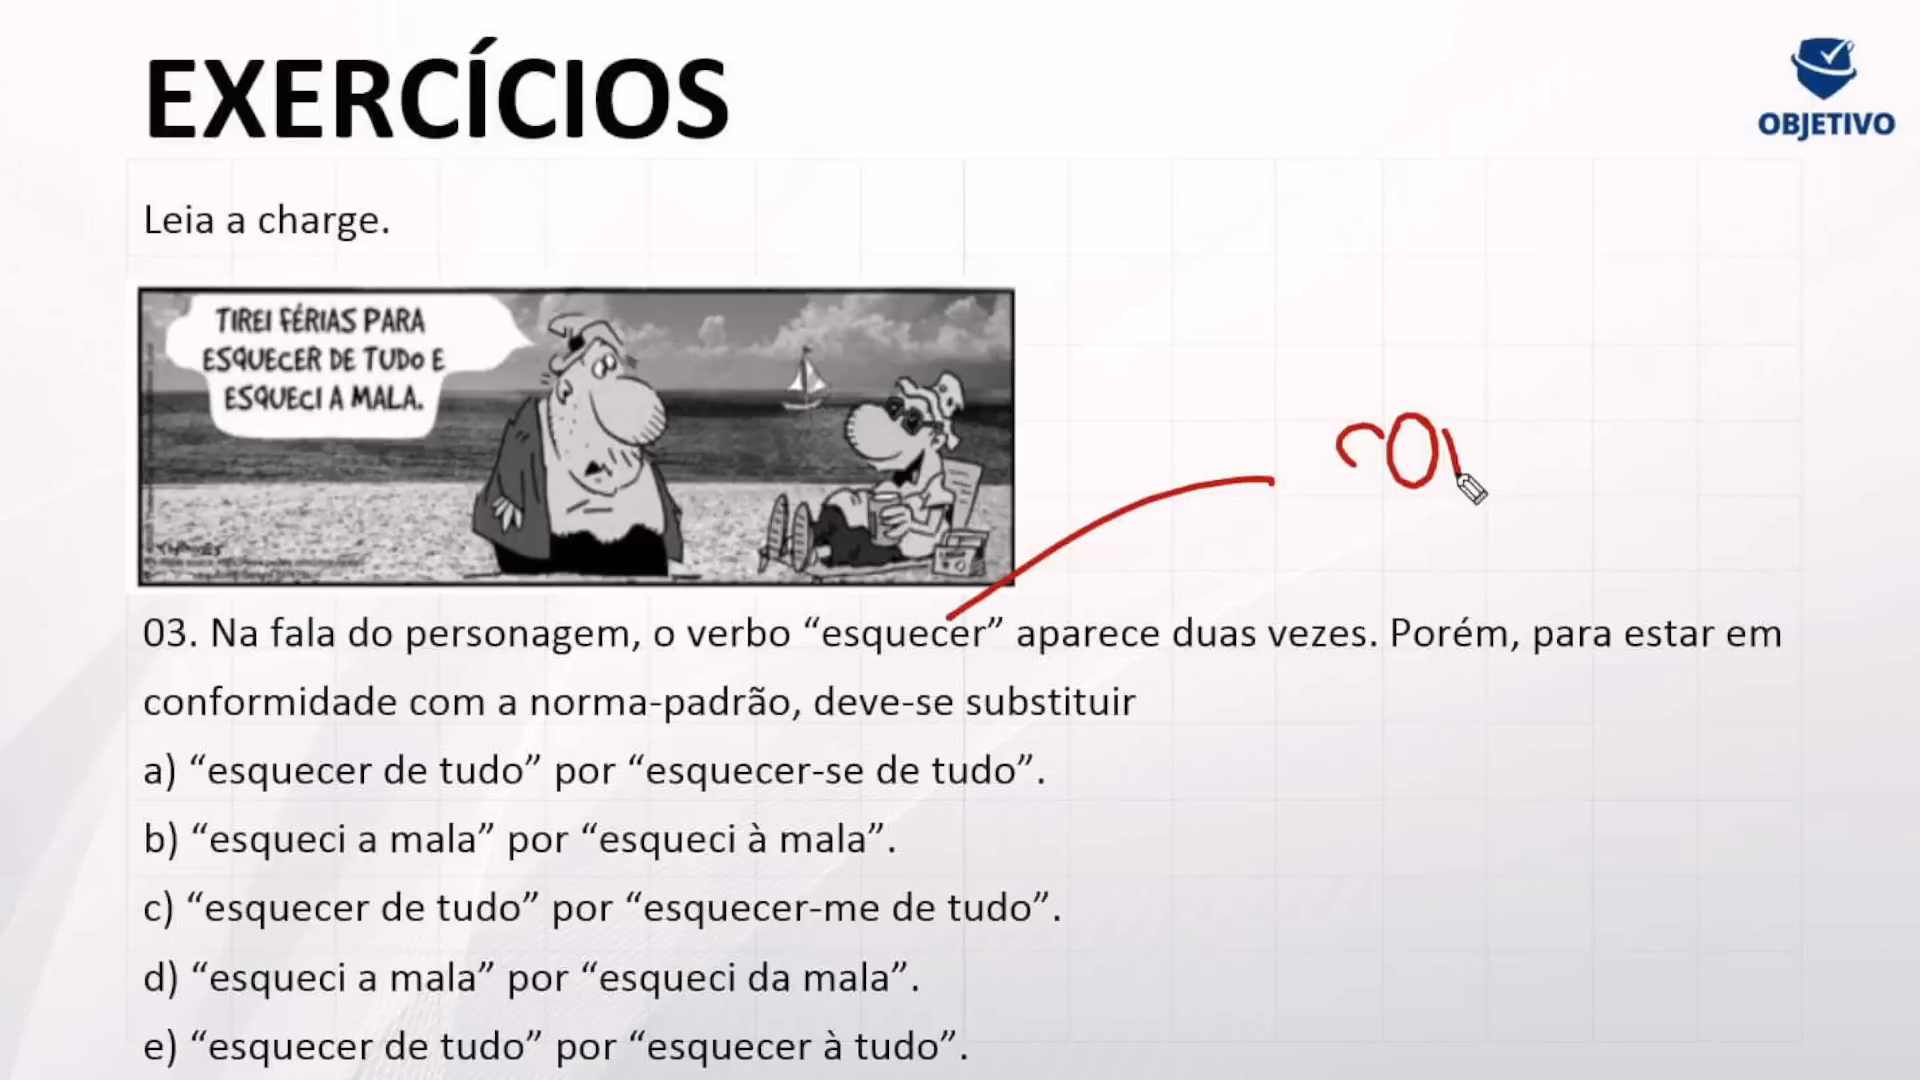 EXERCÍCIOS
OBJETIVO
Leia a charge.
TIREI FÉRIAS PARA
ESQUECER DE TUDO E
ESQUECI A MALA.
03. Na fala do personagem, o verbo “esquecer” aparece duas vezes. Porém, para estar em
conformidade com a norma-padrão, deve-se substituir
a) “esquecer de tudo” por “esquecer-se de tudo”.
b) “esqueci a mala” por “esqueci à mala”.
c) “esquecer de tudo” por “esquecer-me de tudo”.
d) “esqueci a mala” por “esqueci da mala”.
e) “esquecer de tudo” por “esquecer à tudo”.